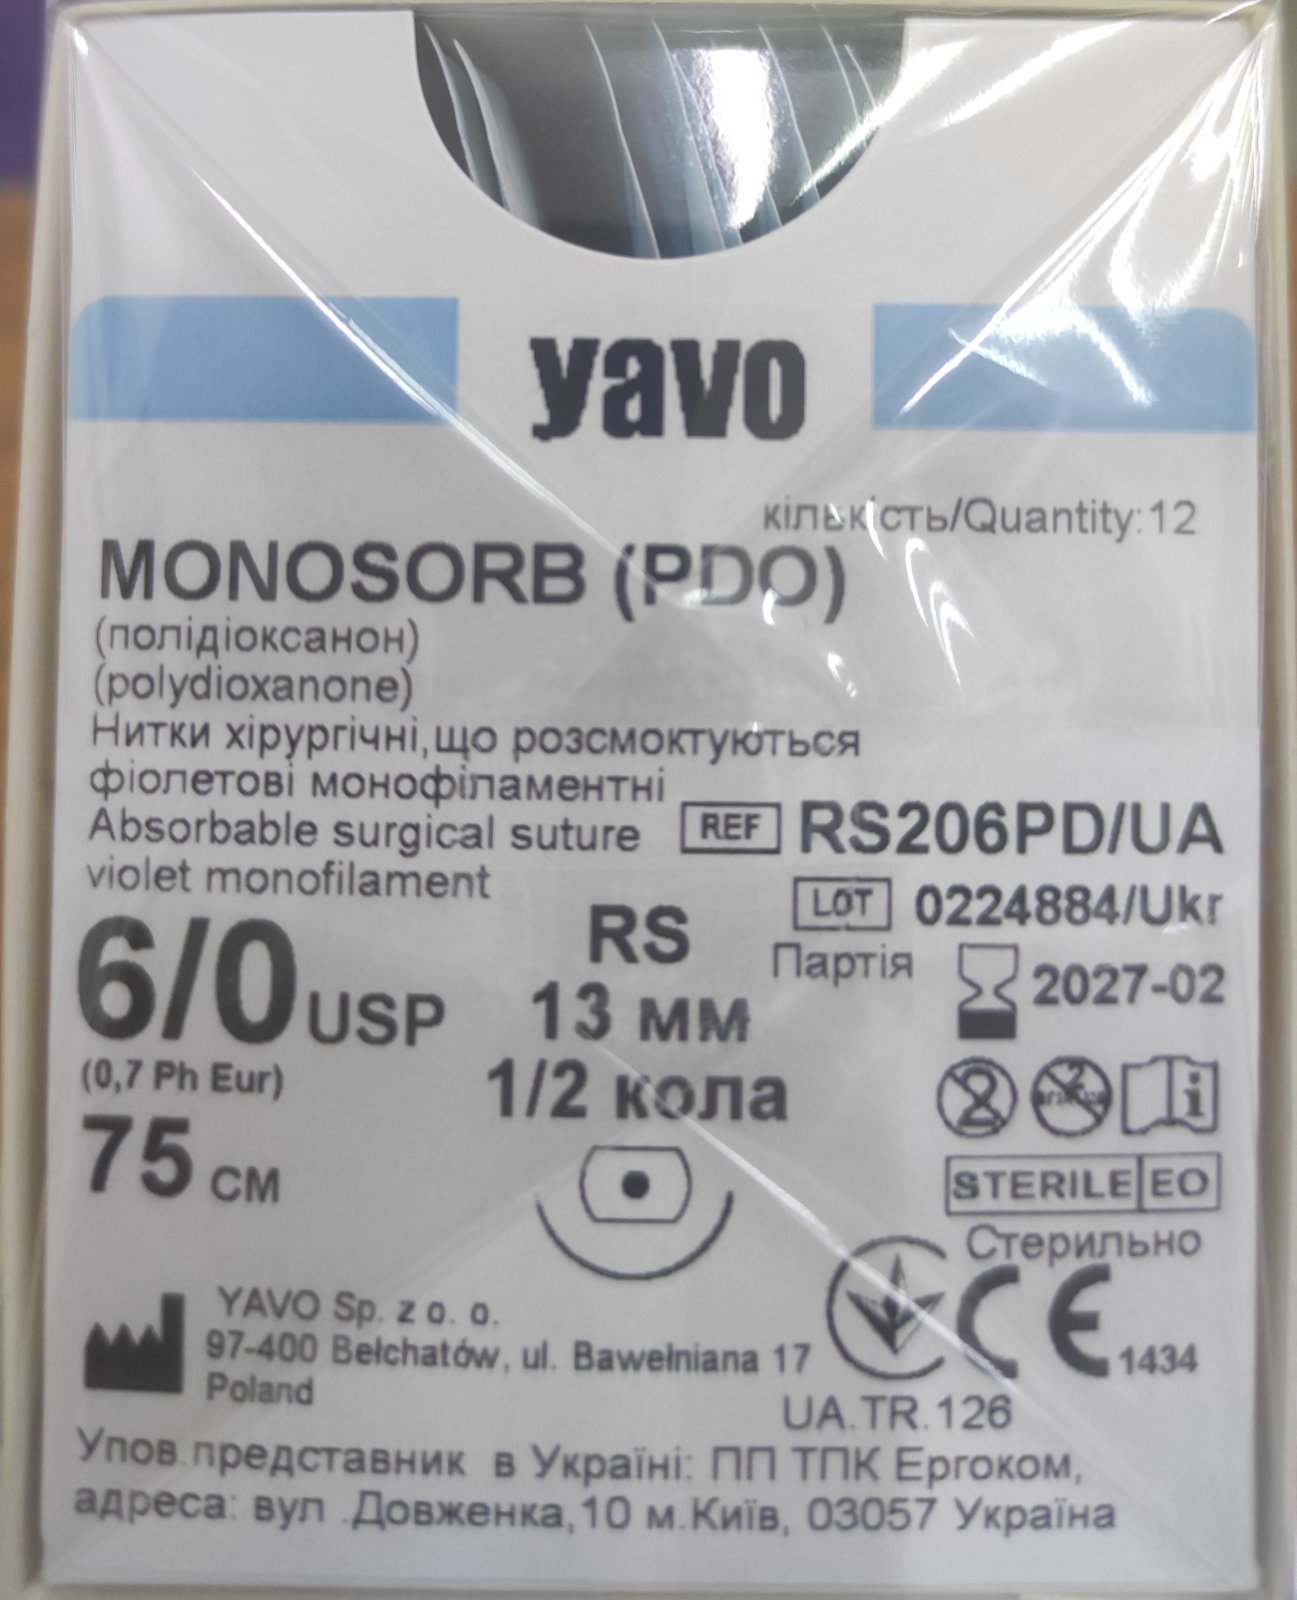 yavo
кількість/Quantity:12
MONOSORB (PDO)
(полідіоксанон)
(polydioxanone)
Нитки хірургічні,що розсмоктуються
фіолетові монофіламентні
Absorbable surgical suture
violet monofilament
REF RS206PD/UA
LOT 0224884/Ukr
Партія
2027-02
6/0 USP
(0,7 Ph Eur)
75 см
RS
13 мм
1/2 кола
2 2 i
STERILE EO
Стерильно
CE 1434
UA.TR.126
YAVO Sp. z o. o.
97-400 Bełchatów, ul. Bawełniana 17
Poland
Упов.представник в Україні: ПП ТПК Ергоком,
адреса: вул .Довженка,10 м.Київ, 03057 Україна